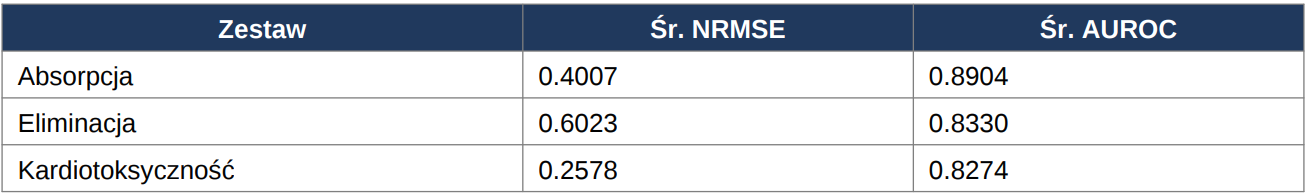 Zestaw Śr. NRMSE Śr. AUROC
Absorpcja 0.4007 0.8904
Eliminacja 0.6023 0.8330
Kardiotoksyczność 0.2578 0.8274